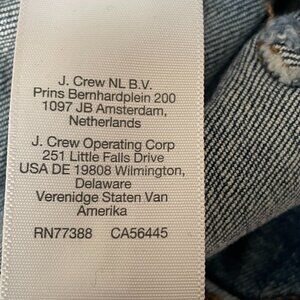 J. Crew NL B.V.
Prins Bernhardplein 200
1097 JB Amsterdam,
Netherlands
J. Crew Operating Corp
251 Little Falls Drive
USA DE 19808 Wilmington,
Delaware
Verenidge Staten Van
Amerika
RN77388 CA56445